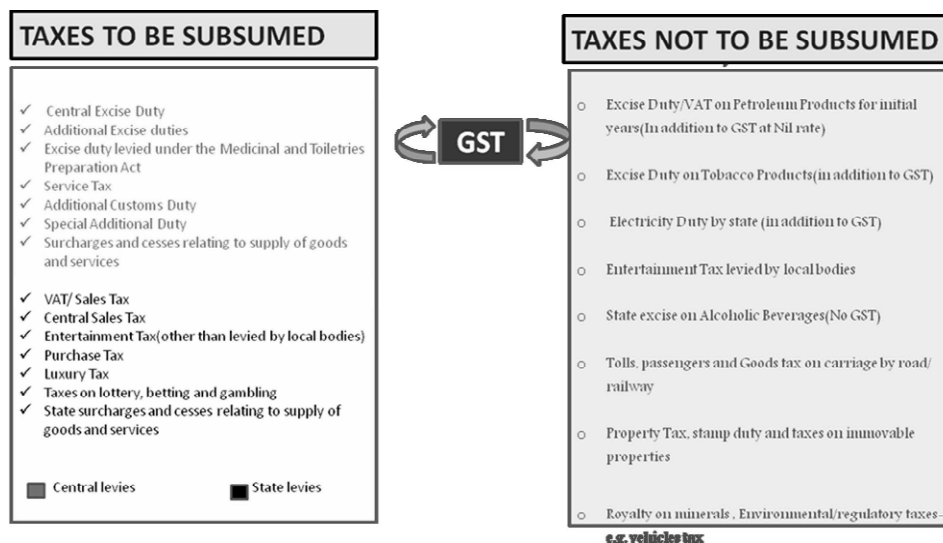 TAXES TO BE SUBSUMED
✓ Central Excise Duty
✓ Additional Excise duties
✓ Excise duty levied under the Medicinal and Toiletries
Preparation Act
✓ Service Tax
✓ Additional Customs Duty
✓ Special Additional Duty
✓ Surcharges and cesses relating to supply of goods
and services
✓ VAT/ Sales Tax
✓ Central Sales Tax
✓ Entertainment Tax(other than levied by local bodies)
✓ Purchase Tax
✓ Luxury Tax
✓ Taxes on lottery, betting and gambling
✓ State surcharges and cesses relating to supply of
goods and services
Central levies State levies
GST
TAXES NOT TO BE SUBSUMED
o Excise Duty/VAT on Petroleum Products for initial
years(In addition to GST at Nil rate)
o Excise Duty on Tobacco Products(in addition to GST)
o Electricity Duty by state (in addition to GST)
o Entertainment Tax levied by local bodies
o State excise on Alcoholic Beverages(No GST)
o Tolls, passengers and Goods tax on carriage by road/
railway
o Property Tax, stamp duty and taxes on immovable
properties
o Royalty on minerals , Environmental/regulatory taxes-
e.g. vehicles tax